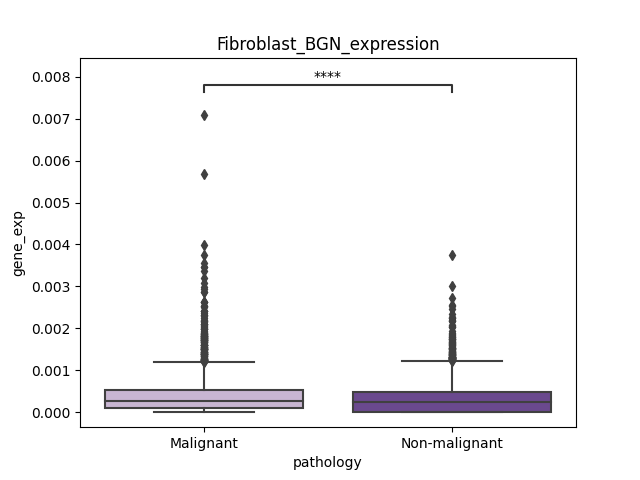 Fibroblast_BGN_expression
****
0.008
0.007
0.006
0.005
0.004
0.003
0.002
0.001
0.000
gene_exp
Malignant
Non-malignant
pathology